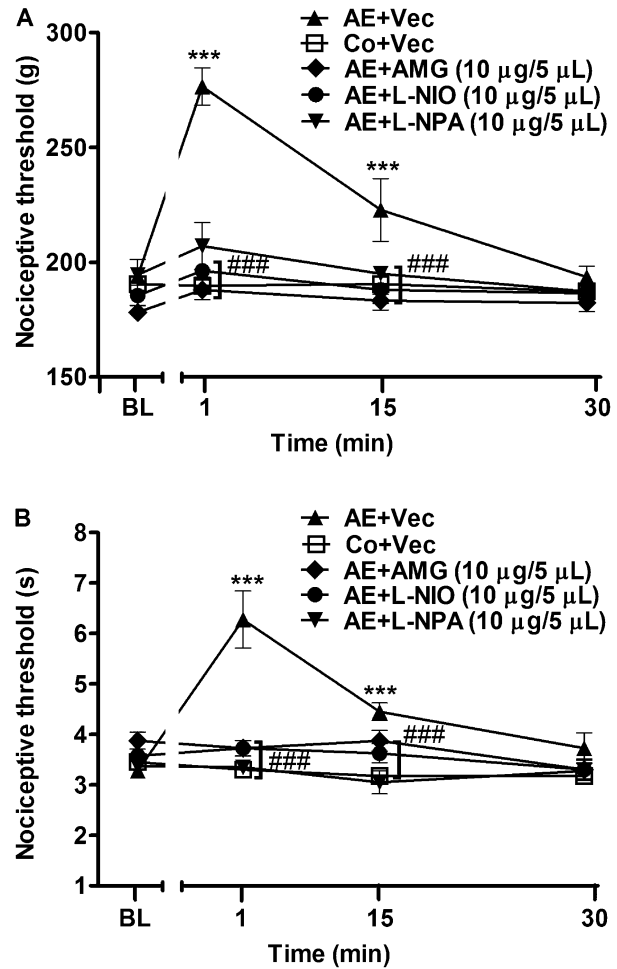 A
AE+Vec
Co+Vec
AE+AMG (10 µg/5 µL)
AE+L-NIO (10 µg/5 µL)
AE+L-NPA (10 µg/5 µL)
Nociceptive threshold (g)
300
250
200
150
***
***
###
###
BL 1 15 30
Time (min)
B
AE+Vec
Co+Vec
AE+AMG (10 µg/5 µL)
AE+L-NIO (10 µg/5 µL)
AE+L-NPA (10 µg/5 µL)
Nociceptive threshold (s)
8
7
6
5
4
3
2
1
***
***
###
###
BL 1 15 30
Time (min)